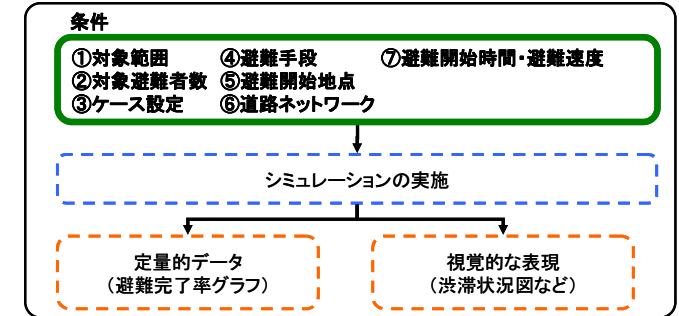 条件
①対象範囲 ④避難手段 ⑦避難開始時間・避難速度
②対象避難者数 ⑤避難開始地点
③ケース設定 ⑥道路ネットワーク
シミュレーションの実施
定量的データ
（避難完了率グラフ）
視覚的な表現
（渋滞状況図など）